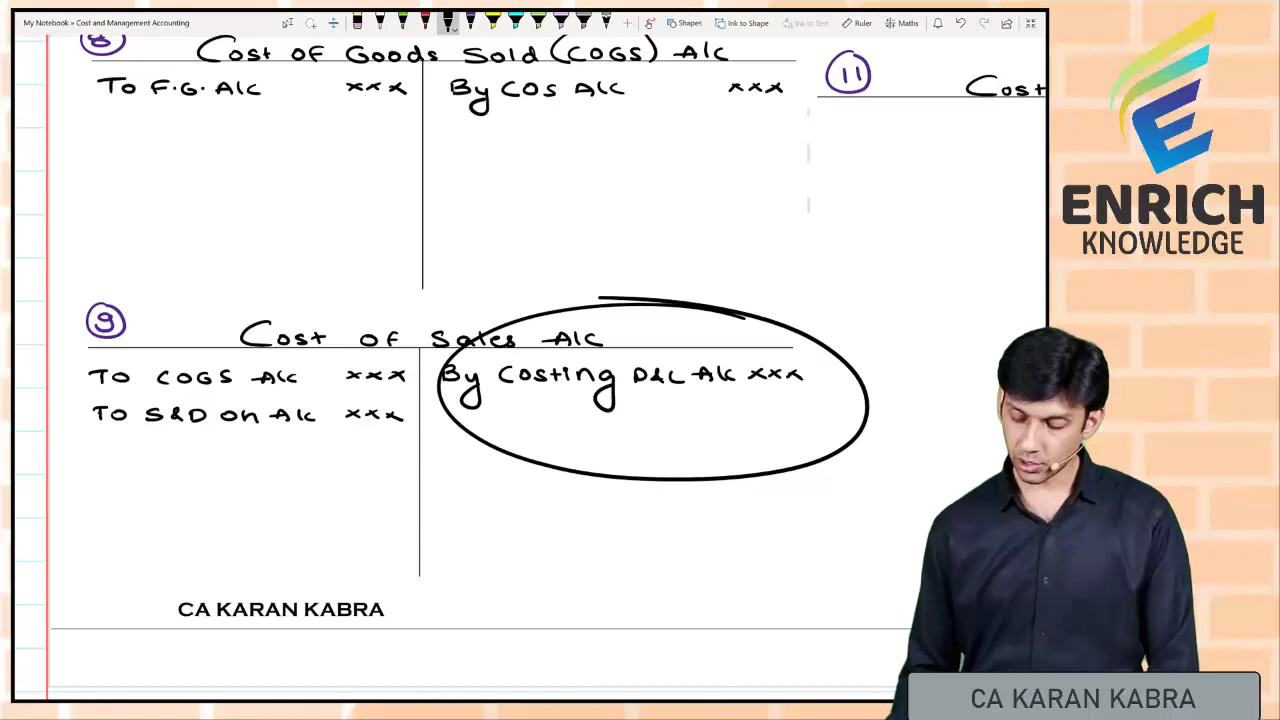 My Notebook » Cost and Management Accounting
Shapes
Ink to Shape
Ink to Text
Ruler
Maths
8
Cost of Goods Sold (COGS) A/c
To F.G. A/c xxx By COS A/c xxx
11
Cost
9
Cost of Sales A/c
To COGS A/c xxx By Costing P&L A/c xxx
To S&D OH A/c xxx
CA KARAN KABRA
ENRICH
KNOWLEDGE
CA KARAN KABRA